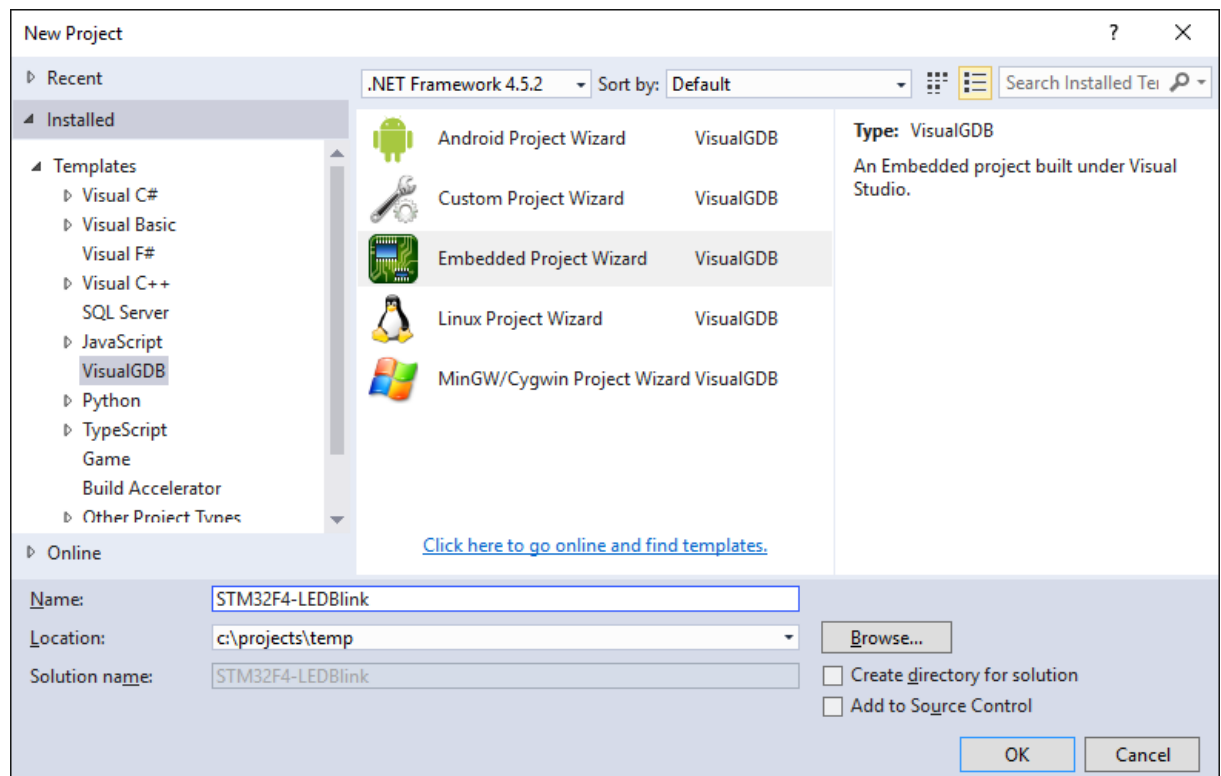 New Project
?
Recent
.NET Framework 4.5.2 Sort by: Default
Search Installed Tei
Installed
Templates
Visual C#
Visual Basic
Visual F#
Visual C++
SQL Server
JavaScript
VisualGDB
Python
TypeScript
Game
Build Accelerator
Other Project Types
Online
Android Project Wizard VisualGDB
Custom Project Wizard VisualGDB
Embedded Project Wizard VisualGDB
Linux Project Wizard VisualGDB
MinGW/Cygwin Project Wizard VisualGDB
Click here to go online and find templates.
Type: VisualGDB
An Embedded project built under Visual
Studio.
Name: STM32F4-LEDBlink
Location: c:\projects\temp
Browse...
Solution name: STM32F4-LEDBlink
Create directory for solution
Add to Source Control
OK Cancel